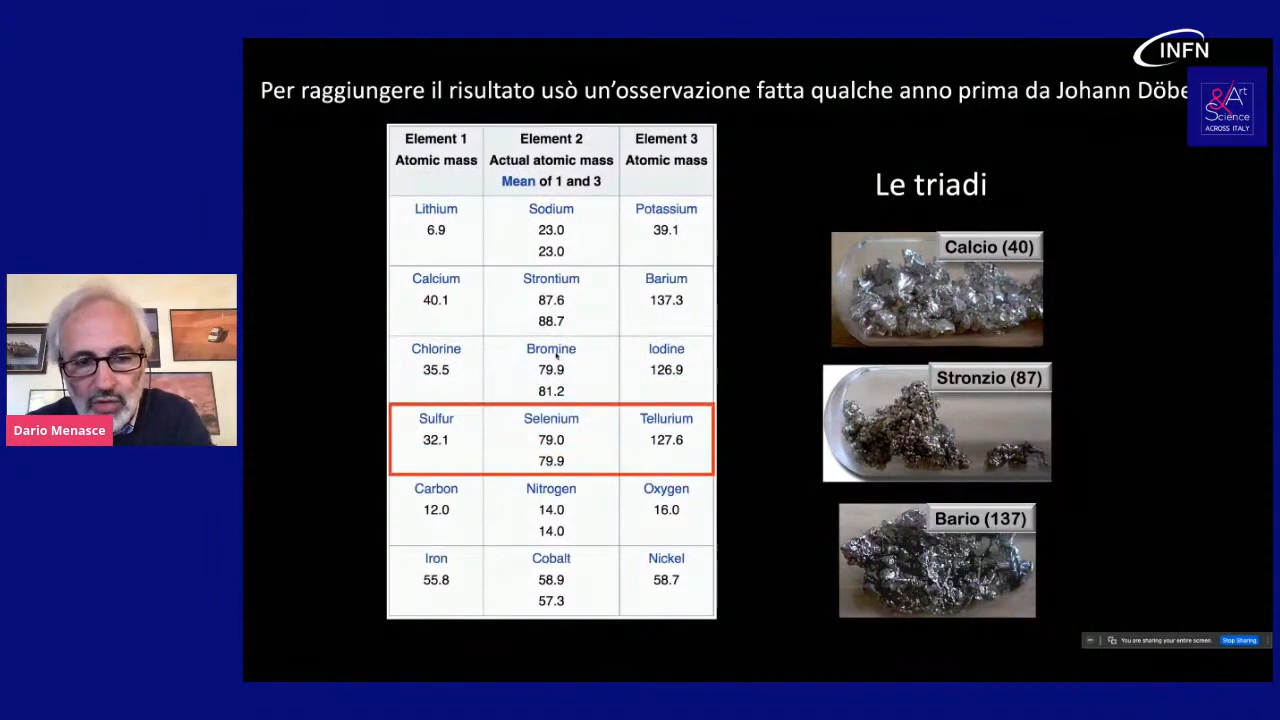 INFN
Per raggiungere il risultato usò un'osservazione fatta qualche anno prima da Johann Döbe
& Art
Science
ACROSS ITALY
Element 1 Element 2 Element 3
Atomic mass Actual atomic mass Atomic mass
Mean of 1 and 3
Le triadi
Lithium Sodium Potassium
6.9 23.0 39.1
23.0
Calcium Strontium Barium
40.1 87.6 137.3
88.7
Chlorine Bromine Iodine
35.5 79.9 126.9
81.2
Sulfur Selenium Tellurium
32.1 79.0 127.6
79.9
Carbon Nitrogen Oxygen
12.0 14.0 16.0
14.0
Iron Cobalt Nickel
55.8 58.9 58.7
57.3
Calcio (40)
Stronzio (87)
Bario (137)
Dario Menasce
You are sharing your entire screen. Stop Sharing